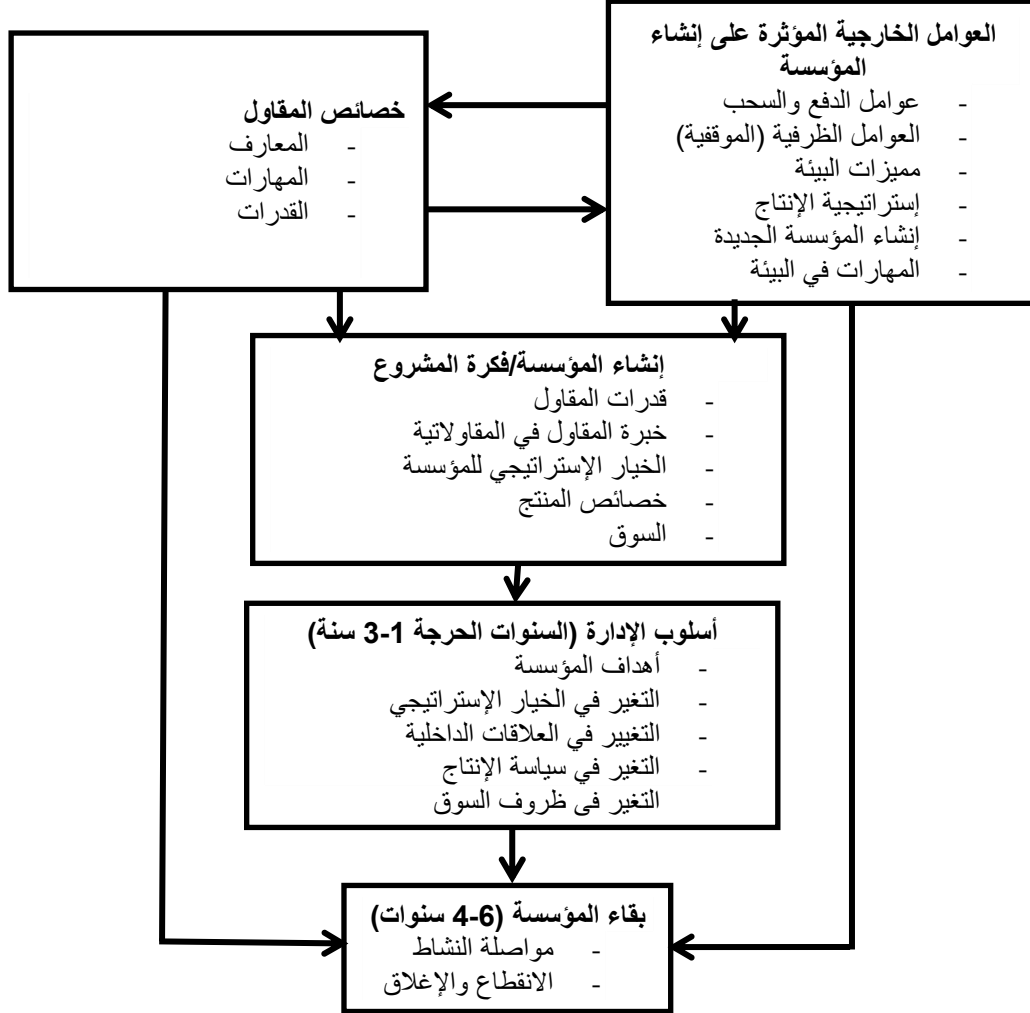 العوامل الخارجية المؤثرة على إنشاء
المؤسسة
- عوامل الدفع والسحب
- العوامل الظرفية (الموقفية)
- مميزات البيئة
- إستراتيجية الإنتاج
- إنشاء المؤسسة الجديدة
- المهارات في البيئة
خصائص المقاول
- المعارف
- المهارات
- القدرات
إنشاء المؤسسة/فكرة المشروع
- قدرات المقاول
- خبرة المقاول في المقاولاتية
- الخيار الإستراتيجي للمؤسسة
- خصائص المنتج
- السوق
أسلوب الإدارة (السنوات الحرجة 1-3 سنة)
- أهداف المؤسسة
- التغير في الخيار الإستراتيجي
- التغيير في العلاقات الداخلية
- التغير في سياسة الإنتاج
التغير في ظروف السوق
بقاء المؤسسة (6-4 سنوات)
- مواصلة النشاط
- الانقطاع والإغلاق